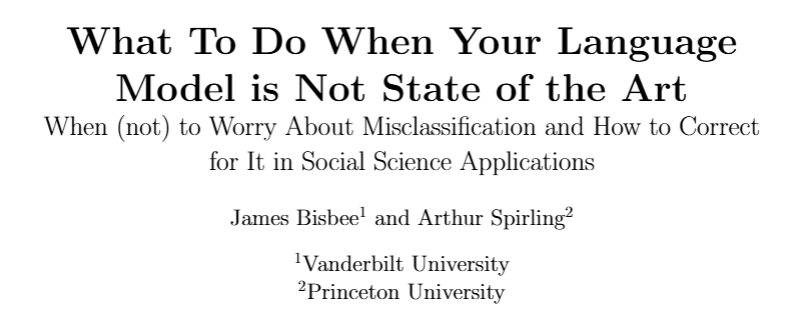 What To Do When Your Language
Model is Not State of the Art
When (not) to Worry About Misclassification and How to Correct
for It in Social Science Applications
James Bisbee¹ and Arthur Spirling²
¹Vanderbilt University
²Princeton University